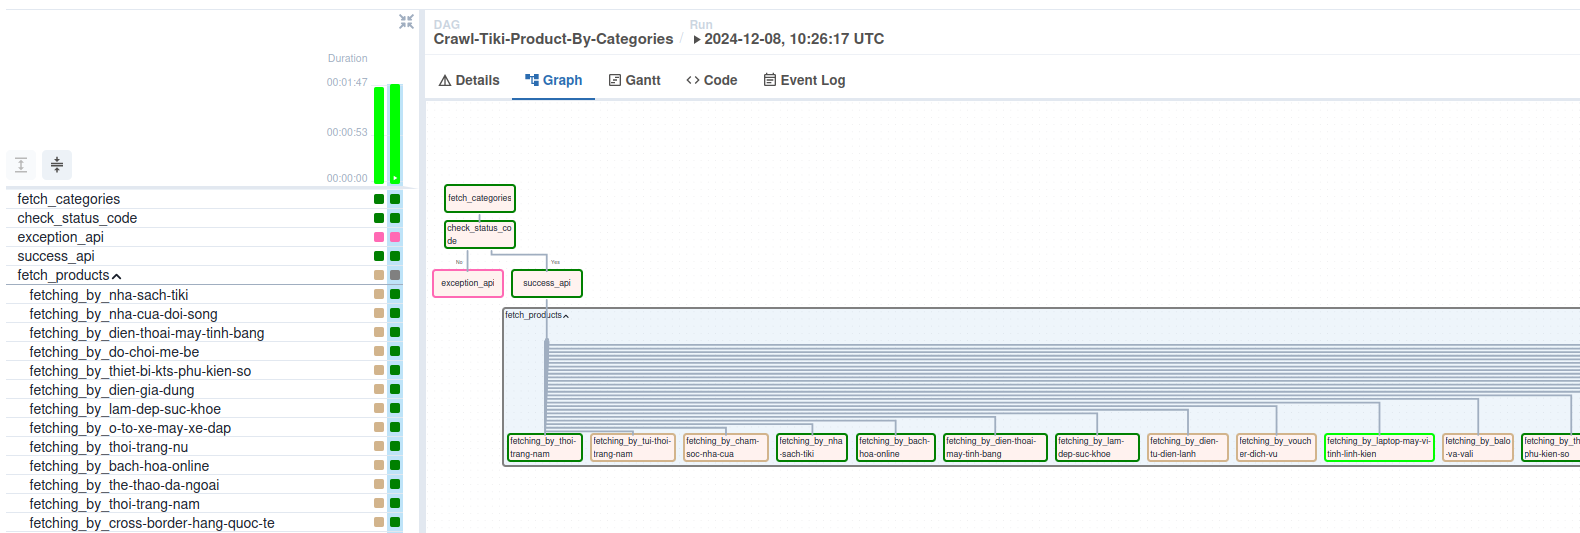 DAG
Run
Crawl-Tiki-Product-By-Categories / 2024-12-08, 10:26:17 UTC
Details
Graph
Gantt
Code
Event Log
Duration
00:01:47
00:00:53
00:00:00
fetch_categories
check_status_code
exception_api
success_api
fetch_products
fetching_by_nha-sach-tiki
fetching_by_nha-cua-doi-song
fetching_by_dien-thoai-may-tinh-bang
fetching_by_do-choi-me-be
fetching_by_thiet-bi-kts-phu-kien-so
fetching_by_dien-gia-dung
fetching_by_lam-dep-suc-khoe
fetching_by_o-to-xe-may-xe-dap
fetching_by_thoi-trang-nu
fetching_by_bach-hoa-online
fetching_by_the-thao-da-ngoai
fetching_by_thoi-trang-nam
fetching_by_cross-border-hang-quoc-te
fetch_categories
check_status_co
de
No
Yes
exception_api
success_api
fetch_products
fetching_by_thoi-
trang-nam
fetching_by_tui-thoi-
trang-nam
fetching_by_cham-
soc-nha-cua
fetching_by_nha
-sach-tiki
fetching_by_bach-
hoa-online
fetching_by_dien-thoai-
may-tinh-bang
fetching_by_lam-
dep-suc-khoe
fetching_by_dien-
tu-dien-lanh
fetching_by_vouch
er-dich-vu
fetching_by_laptop-may-vi-
tinh-linh-kien
fetching_by_balo
-va-vali
fetching_by_th
phu-kien-so